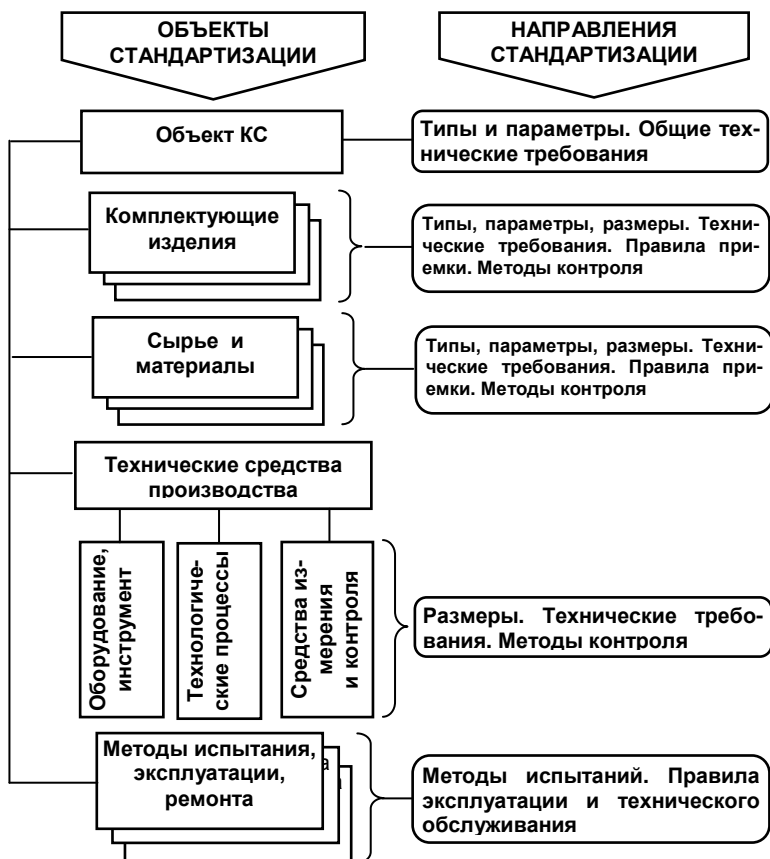 ОБЪЕКТЫ
СТАНДАРТИЗАЦИИ
НАПРАВЛЕНИЯ
СТАНДАРТИЗАЦИИ
Объект КС
Типы и параметры. Общие тех-
нические требования
Комплектующие
изделия
Типы, параметры, размеры. Техни-
ческие требования. Правила при-
емки. Методы контроля
Сырье и
материалы
Типы, параметры, размеры. Техни-
ческие требования. Правила при-
емки. Методы контроля
Технические средства
производства
Оборудование,
инструмент
Технологиче-
ские процессы
Средства из-
мерения
и контроля
Размеры. Технические требо-
вания. Методы контроля
Методы испытания,
эксплуатации,
ремонта
Методы испытаний. Правила
эксплуатации и технического
обслуживания